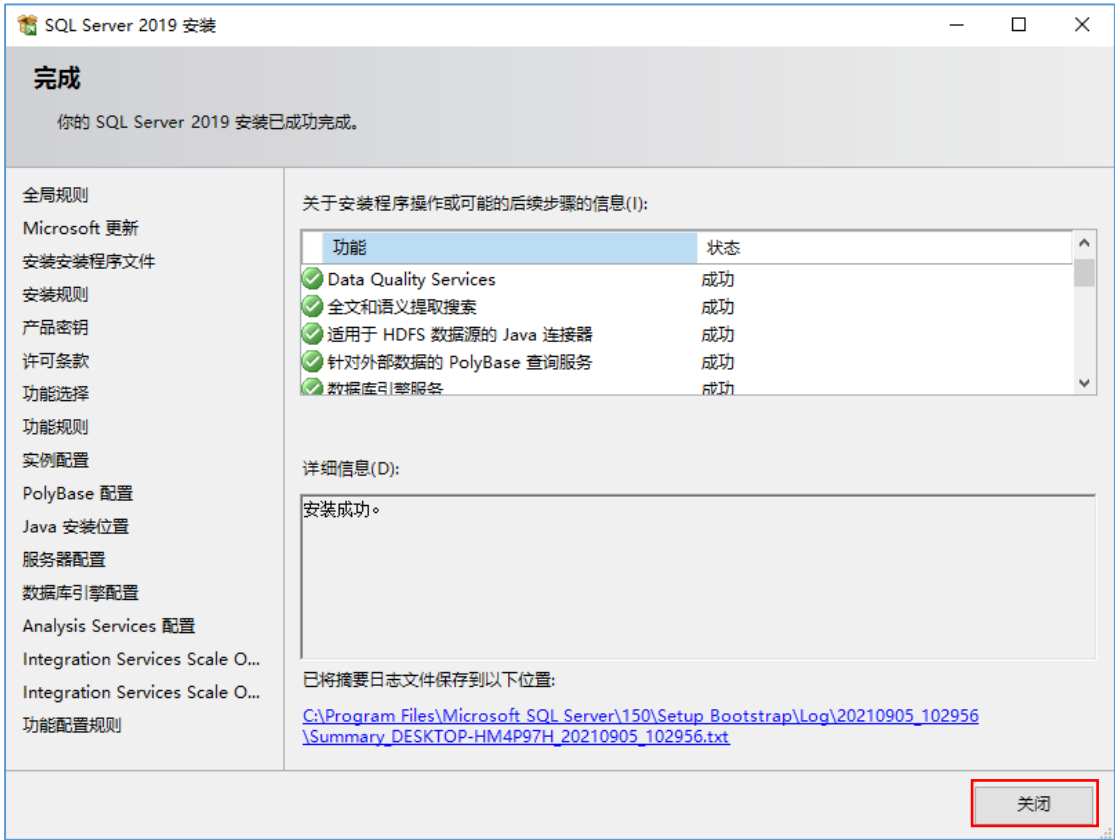 SQL Server 2019 安装
完成
你的 SQL Server 2019 安装已成功完成。
全局规则
Microsoft 更新
安装安装程序文件
安装规则
产品密钥
许可条款
功能选择
功能规则
实例配置
PolyBase 配置
Java 安装位置
服务器配置
数据库引擎配置
Analysis Services 配置
Integration Services Scale O...
Integration Services Scale O...
功能配置规则
关于安装程序操作或可能的后续步骤的信息(I):
功能 状态
Data Quality Services 成功
全文和语义提取搜索 成功
适用于 HDFS 数据源的 Java 连接器 成功
针对外部数据的 PolyBase 查询服务 成功
数据库引擎服务 成功
详细信息(D):
安装成功。
已将摘要日志文件保存到以下位置:
C:\Program Files\Microsoft SQL Server\150\Setup Bootstrap\Log\20210905_102956
\Summary_DESKTOP-HM4P97H_20210905_102956.txt
关闭